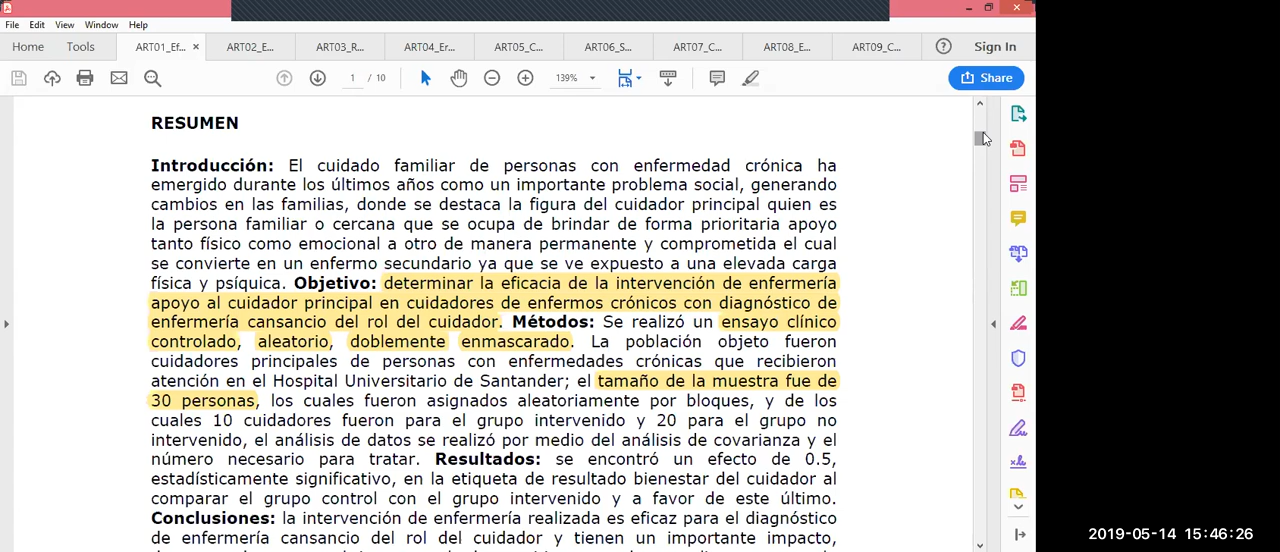 File Edit View Window Help
Home Tools ART01_Ef... × ART02_E... ART03_R... ART04_Er... ART05_C... ART06_S... ART07_C... ART08_E... ART09_C... Sign In
1 / 10 139% Share
RESUMEN
Introducción: El cuidado familiar de personas con enfermedad crónica ha
emergido durante los últimos años como un importante problema social, generando
cambios en las familias, donde se destaca la figura del cuidador principal quien es
la persona familiar o cercana que se ocupa de brindar de forma prioritaria apoyo
tanto físico como emocional a otro de manera permanente y comprometida el cual
se convierte en un enfermo secundario ya que se ve expuesto a una elevada carga
física y psíquica. Objetivo: determinar la eficacia de la intervención de enfermería
apoyo al cuidador principal en cuidadores de enfermos crónicos con diagnóstico de
enfermería cansancio del rol del cuidador. Métodos: Se realizó un ensayo clínico
controlado, aleatorio, doblemente enmascarado. La población objeto fueron
cuidadores principales de personas con enfermedades crónicas que recibieron
atención en el Hospital Universitario de Santander; el tamaño de la muestra fue de
30 personas, los cuales fueron asignados aleatoriamente por bloques, y de los
cuales 10 cuidadores fueron para el grupo intervenido y 20 para el grupo no
intervenido, el análisis de datos se realizó por medio del análisis de covarianza y el
número necesario para tratar. Resultados: se encontró un efecto de 0.5,
estadísticamente significativo, en la etiqueta de resultado bienestar del cuidador al
comparar el grupo control con el grupo intervenido y a favor de este último.
Conclusiones: la intervención de enfermería realizada es eficaz para el diagnóstico
de enfermería cansancio del rol del cuidador y tienen un importante impacto,
2019-05-14 15:46:26